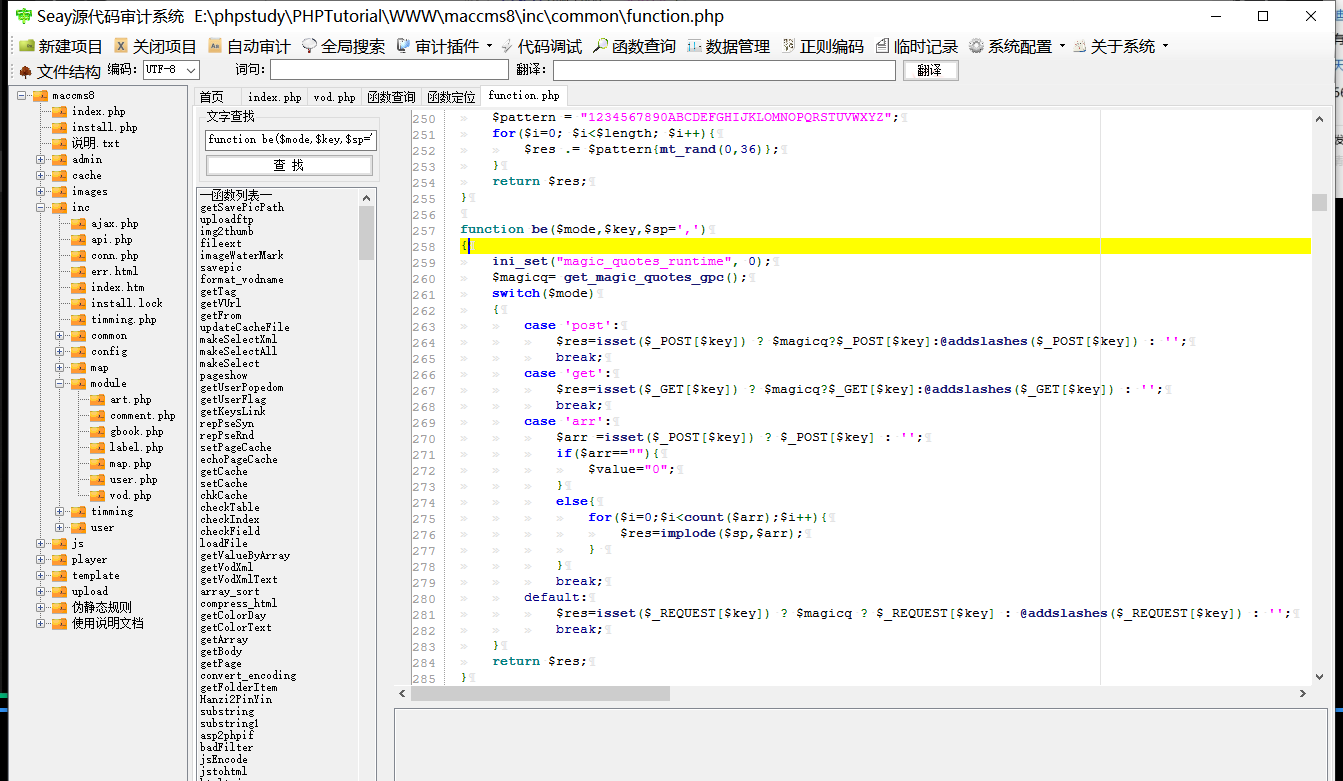 Seay源代码审计系统 E:\phpstudy\PHPTutorial\WWW\maccms8\inc\common\function.php
新建项目 关闭项目 自动审计 全局搜索 审计插件 代码调试 函数查询 数据管理 正则编码 临时记录 系统配置 关于系统
文件结构 编码: UTF-8 词句: 翻译: 翻译
maccms8
index.php
install.php
说明.txt
admin
cache
images
inc
ajax.php
api.php
conn.php
err.html
index.htm
install.lock
timming.php
common
config
map
module
art.php
comment.php
gbook.php
label.php
map.php
user.php
vod.php
timming
user
js
player
template
upload
伪静态规则
使用说明文档
首页 index.php vod.php 函数查询 函数定位 function.php
文字查找
function be($mode,$key,$sp='
查 找
一函数列表一
getSavePicPath
uploadftp
img2thumb
fileext
imageWaterMark
savepic
format_vodname
getTag
getVUrl
getFrom
updateCacheFile
makeSelectXml
makeSelectAll
makeSelect
pageshow
getUserPopedom
getUserFlag
getKeysLink
repPseSyn
repPseRnd
setPageCache
echoPageCache
getCache
setCache
chkCache
checkTable
checkIndex
checkField
loadFile
getValueByArray
getVodXml
getVodXmlText
array_sort
compress_html
getColorDay
getColorText
getArray
getBody
getPage
convert_encoding
getFolderItem
Hanzi2PinYin
substring
substring1
asp2phpif
badFilter
jsEncode
jstohtml
250 $pattern = "1234567890ABCDEFGHIJKLOMNOPQRSTUVWXYZ";
251 for($i=0; $i<$length; $i++){
252 $res .= $pattern{mt_rand(0,36)};
253 }
254 return $res;
255 }
256
257 function be($mode,$key,$sp=',')
258 {
259 ini_set("magic_quotes_runtime", 0);
260 $magicq= get_magic_quotes_gpc();
261 switch($mode)
262 {
263 case 'post':
264 $res=isset($_POST[$key]) ? $magicq?$_POST[$key]:@addslashes($_POST[$key]) : '';
265 break;
266 case 'get':
267 $res=isset($_GET[$key]) ? $magicq?$_GET[$key]:@addslashes($_GET[$key]) : '';
268 break;
269 case 'arr':
270 $arr =isset($_POST[$key]) ? $_POST[$key] : '';
271 if($arr==""){
272 $value="0";
273 }
274 else{
275 for($i=0;$i<count($arr);$i++){
276 $res=implode($sp,$arr);
277 }
278 }
279 break;
280 default:
281 $res=isset($_REQUEST[$key]) ? $magicq ? $_REQUEST[$key] : @addslashes($_REQUEST[$key]) : '';
282 break;
283 }
284 return $res;
285 }